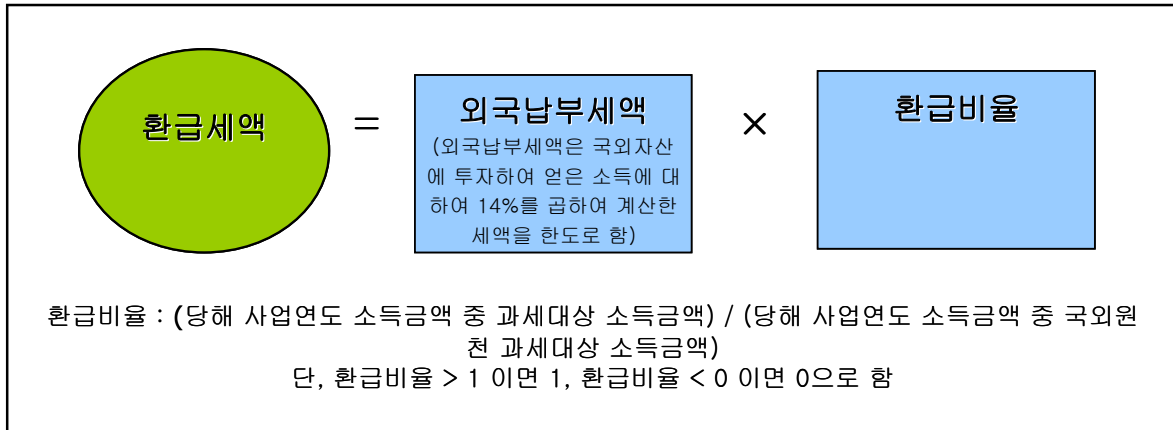 환급세액
=
외국납부세액
(외국납부세액은 국외자산
에 투자하여 얻은 소득에 대
하여 14%를 곱하여 계산한
세액을 한도로 함)
×
환급비율
환급비율 : (당해 사업연도 소득금액 중 과세대상 소득금액) / (당해 사업연도 소득금액 중 국외원
천 과세대상 소득금액)
단, 환급비율 > 1 이면 1, 환급비율 < 0 이면 0으로 함